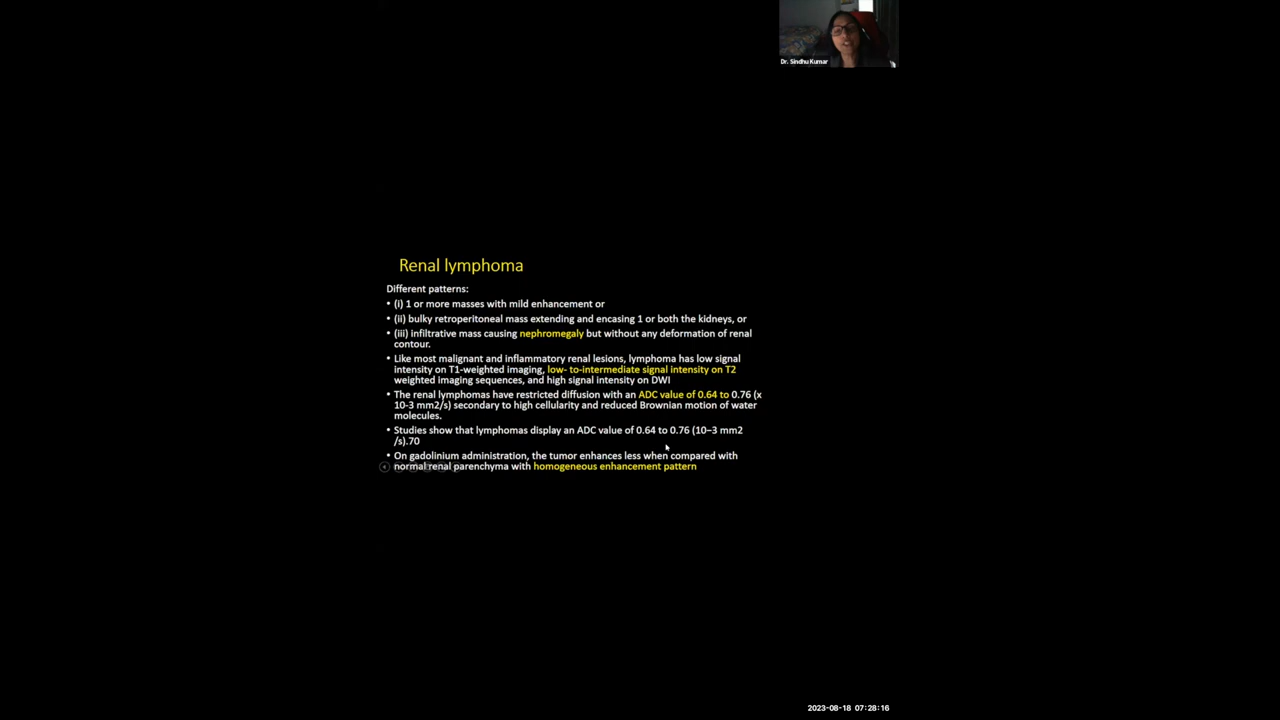 Dr. Sindhu Kumar
Renal lymphoma
Different patterns:
• (i) 1 or more masses with mild enhancement or
• (ii) bulky retroperitoneal mass extending and encasing 1 or both the kidneys, or
• (iii) infiltrative mass causing nephromegaly but without any deformation of renal
contour.
• Like most malignant and inflammatory renal lesions, lymphoma has low signal
intensity on T1-weighted imaging, low- to-intermediate signal intensity on T2
weighted imaging sequences, and high signal intensity on DWI
• The renal lymphomas have restricted diffusion with an ADC value of 0.64 to 0.76 (x
10-3 mm2/s) secondary to high cellularity and reduced Brownian motion of water
molecules.
• Studies show that lymphomas display an ADC value of 0.64 to 0.76 (10–3 mm2
/s).70
• On gadolinium administration, the tumor enhances less when compared with
normal renal parenchyma with homogeneous enhancement pattern
2023-08-18 07:28:16